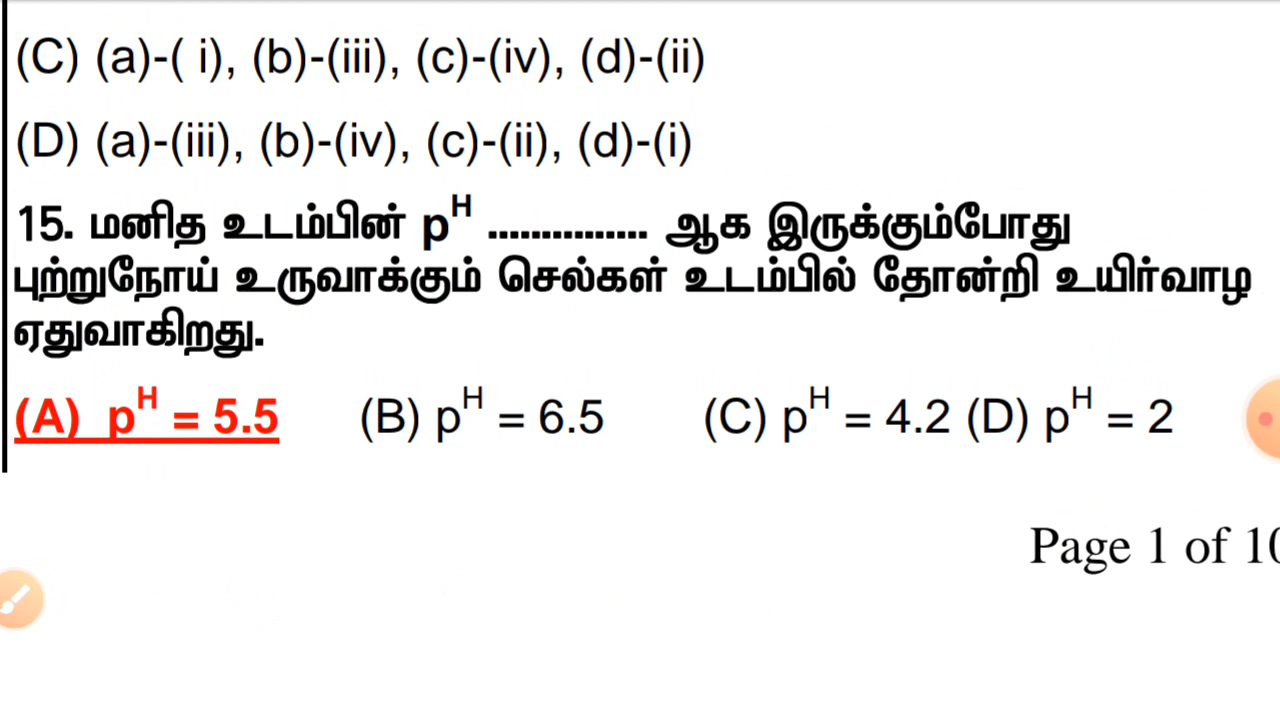 (C) (a)-( i), (b)-(iii), (c)-(iv), (d)-(ii)
(D) (a)-(iii), (b)-(iv), (c)-(ii), (d)-(i)
15. மனித உடம்பின் pᴴ ............... ஆக இருக்கும்போது
புற்றுநோய் உருவாக்கும் செல்கள் உடம்பில் தோன்றி உயிர்வாழ
ஏதுவாகிறது.
(A) pᴴ = 5.5 (B) pᴴ = 6.5 (C) pᴴ = 4.2 (D) pᴴ = 2
Page 1 of 10